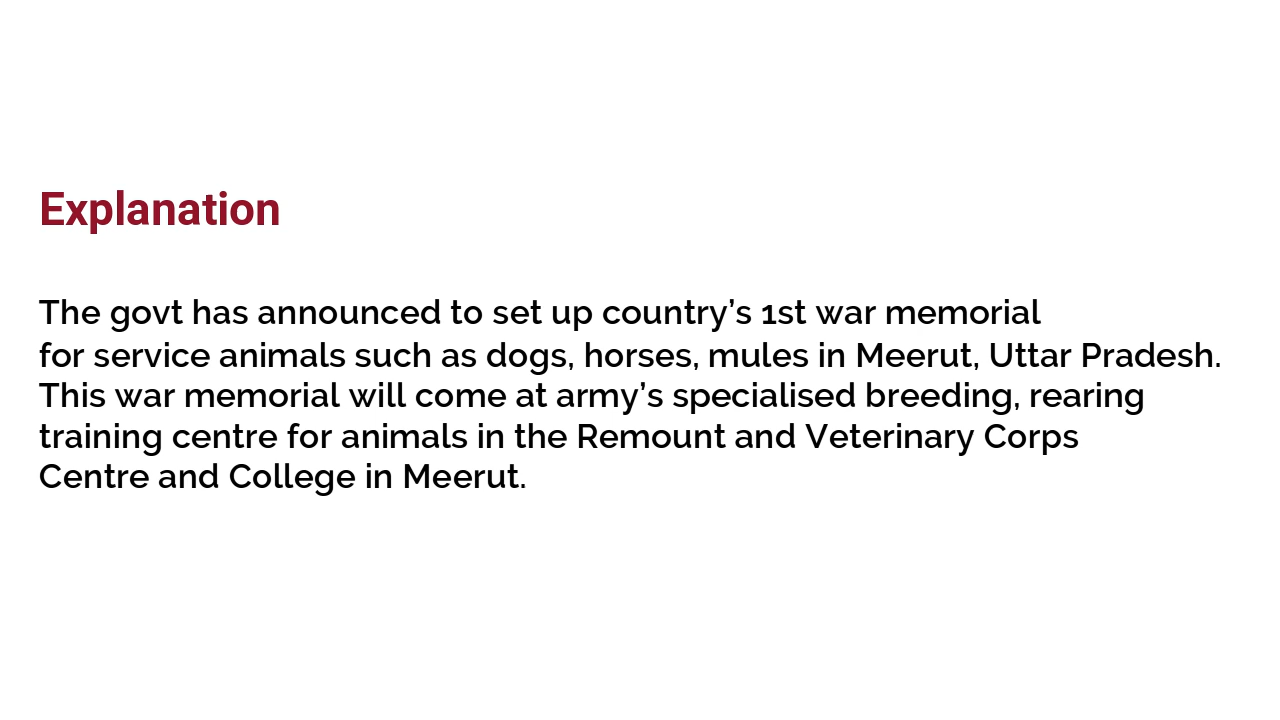 Explanation
The govt has announced to set up country’s 1st war memorial
for service animals such as dogs, horses, mules in Meerut, Uttar Pradesh.
This war memorial will come at army’s specialised breeding, rearing
training centre for animals in the Remount and Veterinary Corps
Centre and College in Meerut.